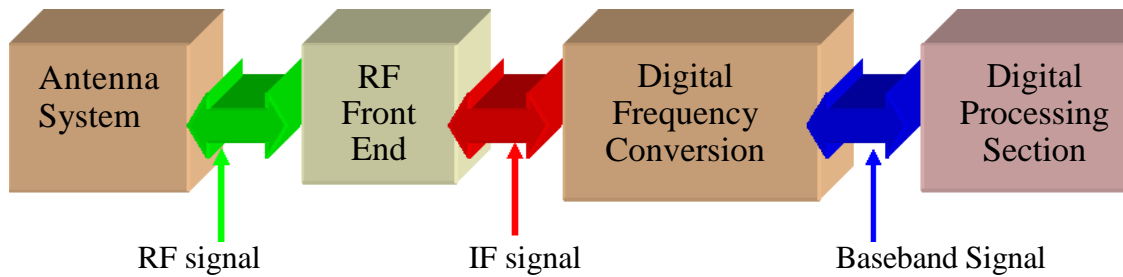 Antenna
System
RF
Front
End
Digital
Frequency
Conversion
Digital
Processing
Section
RF signal
IF signal
Baseband Signal